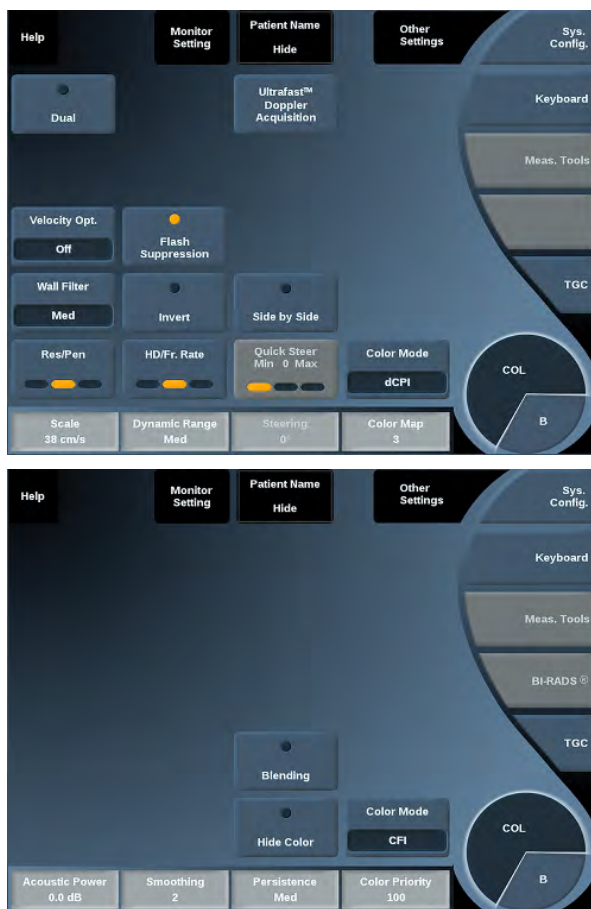 Help
Monitor
Setting
Patient Name
Hide
Other
Settings
Sys.
Config.
Dual
Ultrafast™
Doppler
Acquisition
Keyboard
Meas. Tools
Velocity Opt.
Off
Flash
Suppression
TGC
Wall Filter
Med
Invert
Side by Side
Res/Pen
HD/Fr. Rate
Quick Steer
Min 0 Max
Color Mode
dCPI
COL
B
Scale
38 cm/s
Dynamic Range
Med
Steering
0°
Color Map
3
Help
Monitor
Setting
Patient Name
Hide
Other
Settings
Sys.
Config.
Keyboard
Meas. Tools
BI-RADS ®
TGC
Blending
Hide Color
Color Mode
CFI
COL
B
Acoustic Power
0.0 dB
Smoothing
2
Persistence
Med
Color Priority
100